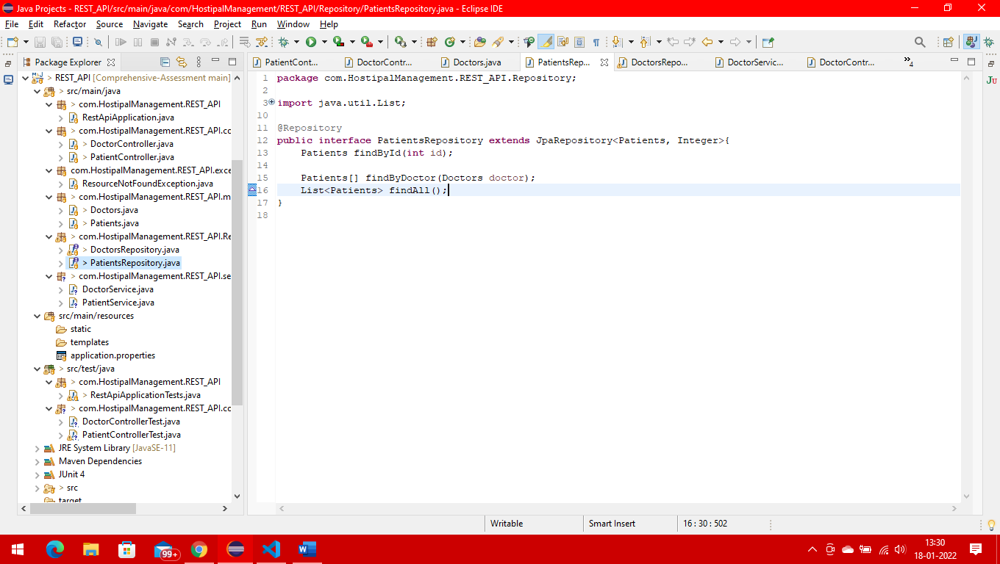 Java Projects - REST_API/src/main/java/com/HostipalManagement/REST_API/Repository/PatientsRepository.java - Eclipse IDE
File Edit Refactor Source Navigate Search Project Run Window Help
Package Explorer
PatientCont... DoctorContr... Doctors.java PatientsRep... DoctorsRepo... DoctorServic... DoctorContr... »4
> REST_API [Comprehensive-Assessment main]
> src/main/java
> com.HostipalManagement.REST_API
RestApiApplication.java
> com.HostipalManagement.REST_API.co
> DoctorController.java
> PatientController.java
com.HostipalManagement.REST_API.exce
> ResourceNotFoundException.java
> com.HostipalManagement.REST_API.m
> Doctors.java
> Patients.java
> com.HostipalManagement.REST_API.Re
> DoctorsRepository.java
> PatientsRepository.java
> com.HostipalManagement.REST_API.se
DoctorService.java
PatientService.java
src/main/resources
static
templates
application.properties
> src/test/java
> com.HostipalManagement.REST_API
> RestApiApplicationTests.java
> com.HostipalManagement.REST_API.cc
DoctorControllerTest.java
PatientControllerTest.java
JRE System Library [JavaSE-11]
Maven Dependencies
JUnit 4
> src
target
1 package com.HostipalManagement.REST_API.Repository;
2
3 import java.util.List;
10
11 @Repository
12 public interface PatientsRepository extends JpaRepository<Patients, Integer>{
13 Patients findById(int id);
14
15 Patients[] findByDoctor(Doctors doctor);
16 List<Patients> findAll();
17 }
18
Writable Smart Insert 16 : 30 : 502
99+
13:30
18-01-2022